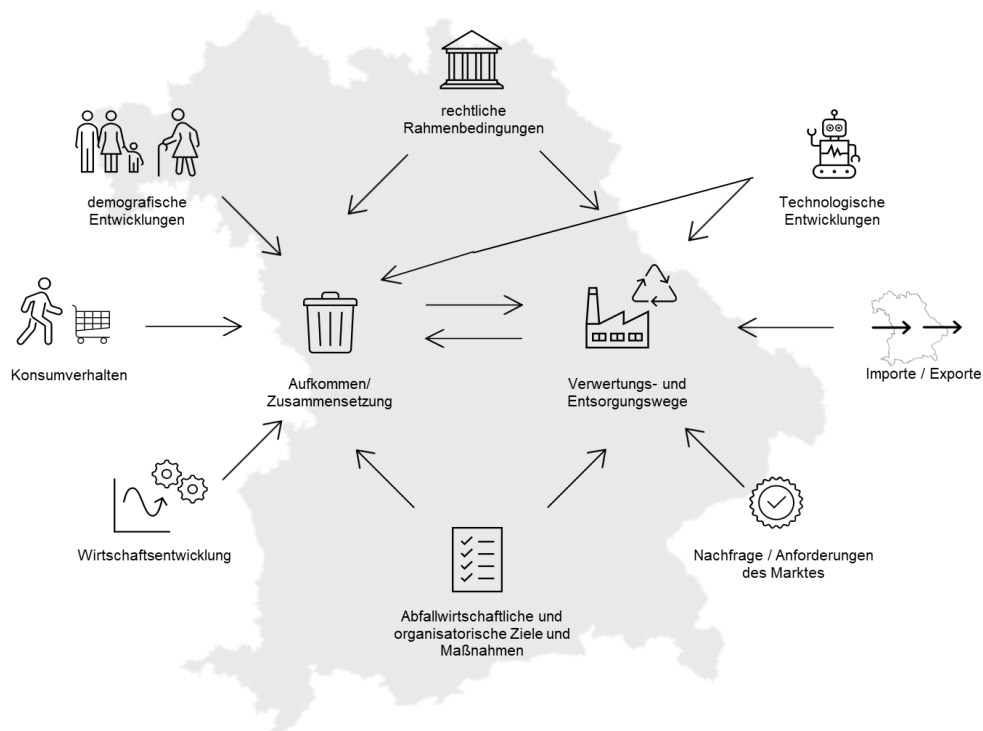 rechtliche
Rahmenbedingungen
demografische
Entwicklungen
Technologische
Entwicklungen
Konsumverhalten
Aufkommen/
Zusammensetzung
Verwertungs- und
Entsorgungswege
Importe / Exporte
Wirtschaftsentwicklung
Nachfrage / Anforderungen
des Marktes
Abfallwirtschaftliche und
organisatorische Ziele und
Maßnahmen